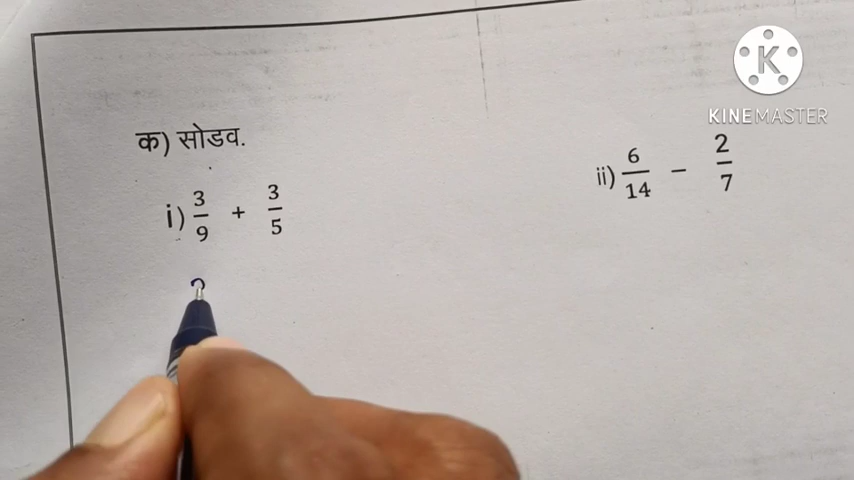 KINEMASTER
क) सोडव.
i) 3/9 + 3/5
ii) 6/14 - 2/7